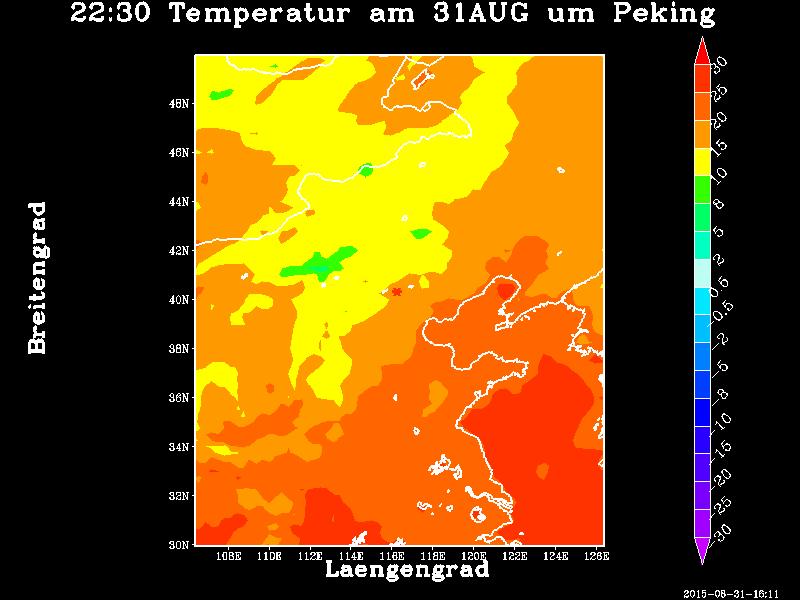 22:30 Temperatur am 31AUG um Peking
30
25
20
15
10
8
5
2
0.5
-0.5
-2
-5
-8
-10
-15
-20
-25
-30
Breitengrad
48N
46N
44N
42N
40N
38N
36N
34N
32N
30N
108E 110E 112E 114E 116E 118E 120E 122E 124E 126E
Laengengrad
2015-08-31-16:11